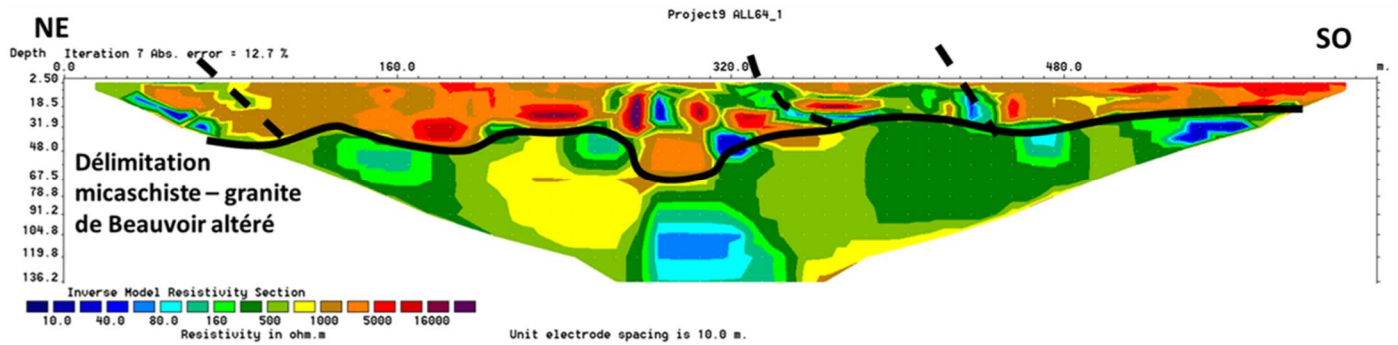 Project9 ALL64_1
NE
SO
Depth Iteration 7 Abs. error = 12.7 %
0.0 160.0 320.0 480.0 m.
2.50
18.5
31.9
48.0
67.5
78.8
91.2
104.8
119.8
136.2
Délimitation
micaschiste – granite
de Beauvoir altéré
Inverse Model Resistivity Section
10.0 40.0 80.0 160 500 1000 5000 16000
Resistivity in ohm.m
Unit electrode spacing is 10.0 m.